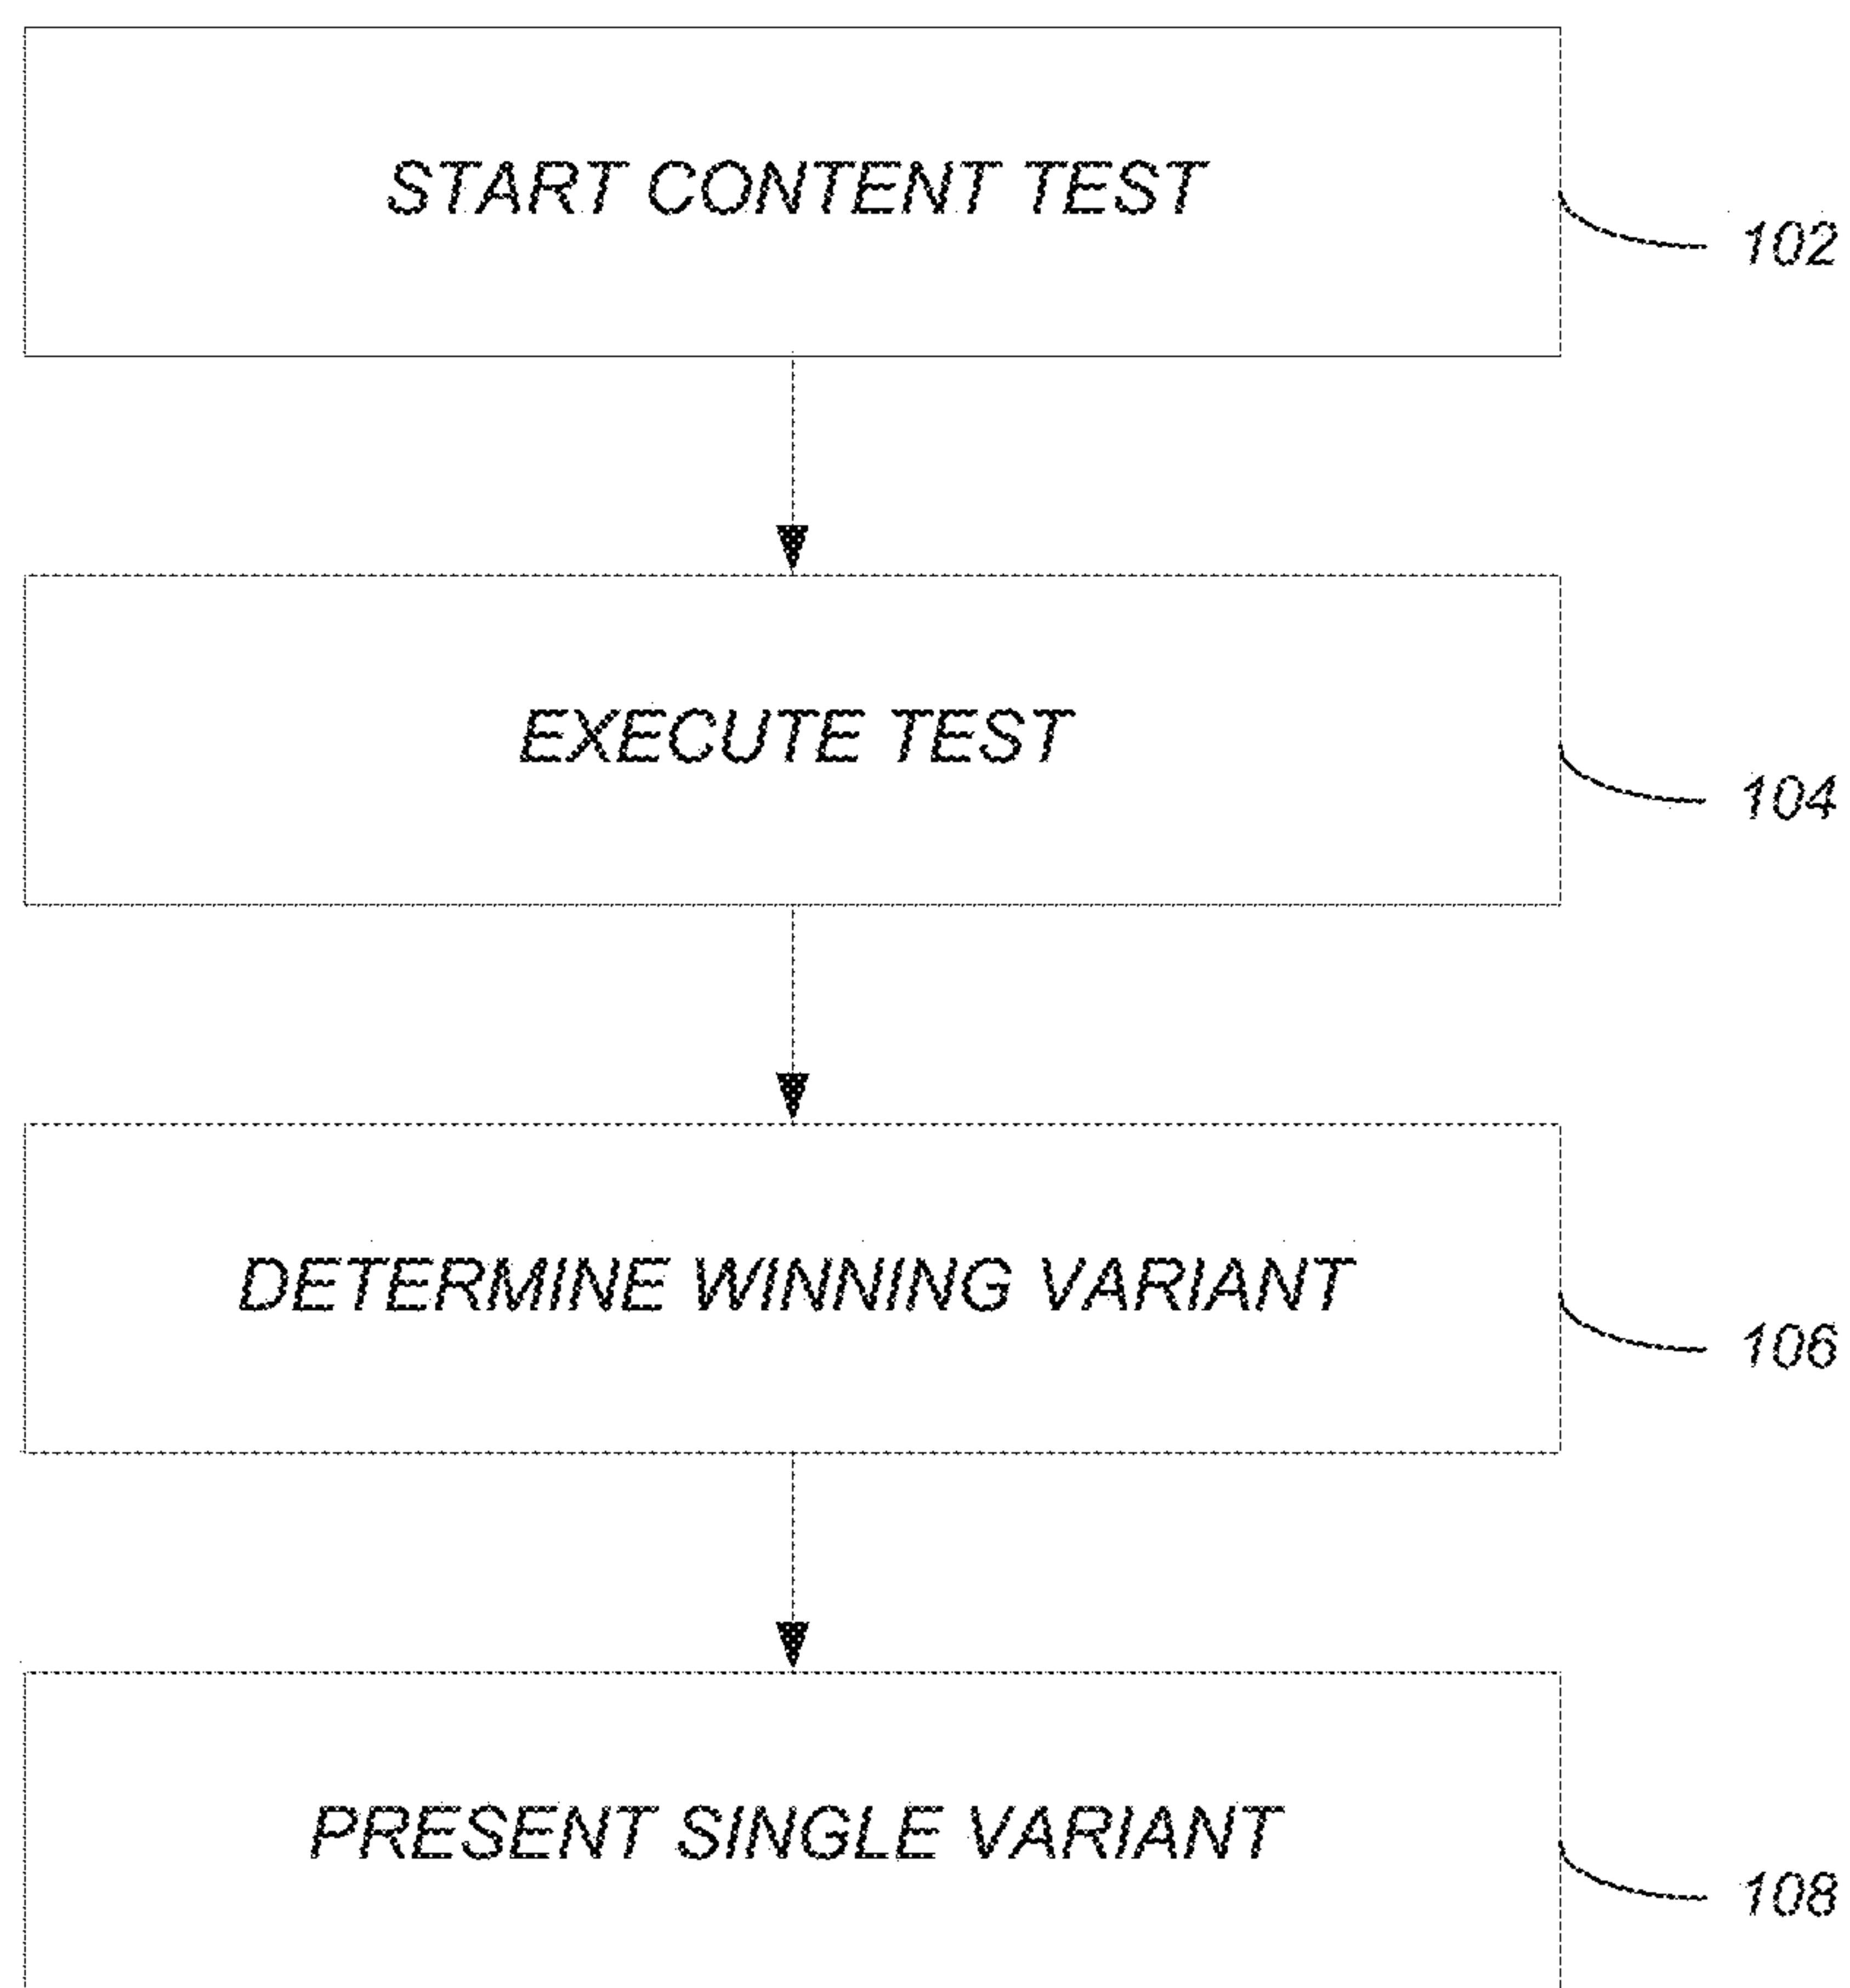 START CONTENT TEST
102
EXECUTE TEST
104
DETERMINE WINNING VARIANT
106
PRESENT SINGLE VARIANT
108